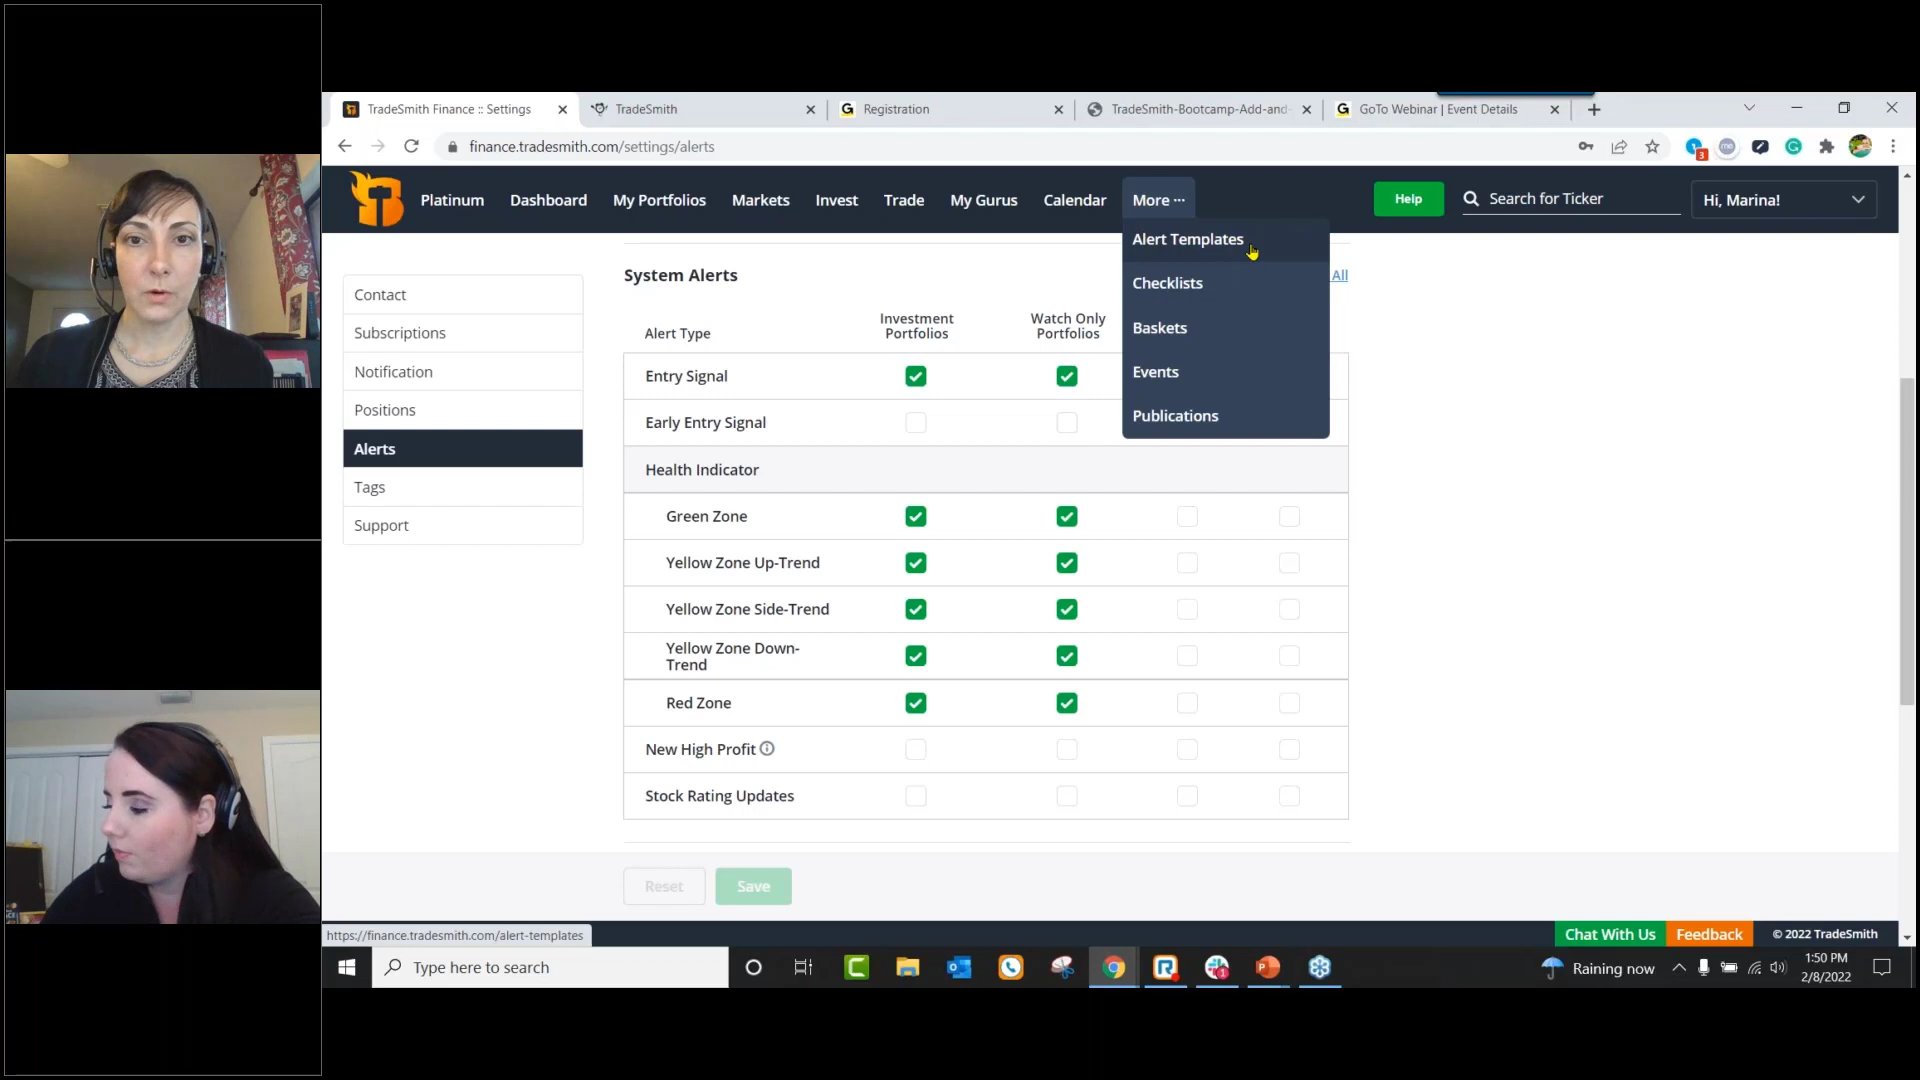 TradeSmith Finance :: Settings
TradeSmith
Registration
TradeSmith-Bootcamp-Add-and-
GoTo Webinar | Event Details
finance.tradesmith.com/settings/alerts
3
Platinum
Dashboard
My Portfolios
Markets
Invest
Trade
My Gurus
Calendar
More ···
Help
Search for Ticker
Hi, Marina!
Alert Templates
Checklists
Baskets
Events
Publications
Contact
Subscriptions
Notification
Positions
Alerts
Tags
Support
System Alerts
All
Alert Type
Investment
Portfolios
Watch Only
Portfolios
Entry Signal
Early Entry Signal
Health Indicator
Green Zone
Yellow Zone Up-Trend
Yellow Zone Side-Trend
Yellow Zone Down-
Trend
Red Zone
New High Profit
Stock Rating Updates
Reset
Save
https://finance.tradesmith.com/alert-templates
Chat With Us
Feedback
© 2022 TradeSmith
Type here to search
Raining now
1:50 PM
2/8/2022